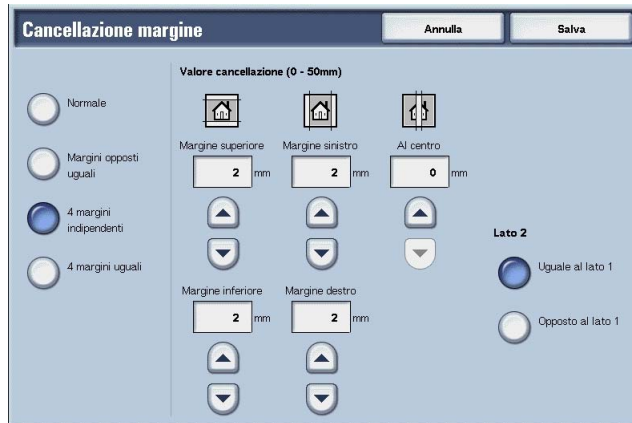 Cancellazione margine
Annulla
Salva
Valore cancellazione (0 - 50mm)
Normale
Margini opposti
uguali
4 margini
indipendenti
4 margini uguali
Margine superiore
2 mm
Margine sinistro
2 mm
Al centro
0 mm
Margine inferiore
2 mm
Margine destro
2 mm
Lato 2
Uguale al lato 1
Opposto al lato 1